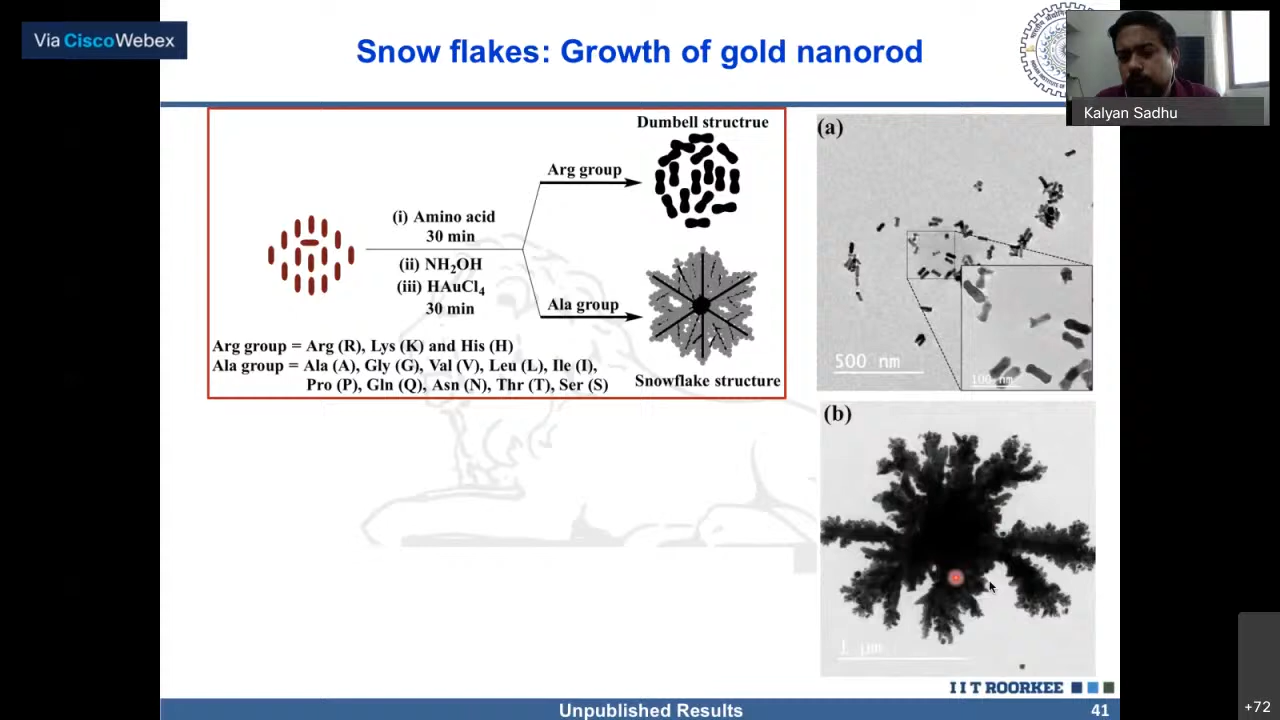 Via CiscoWebex
Snow flakes: Growth of gold nanorod
Kalyan Sadhu
Dumbell structrue
Arg group
(i) Amino acid
30 min
(ii) NH₂OH
(iii) HAuCl₄
30 min
Ala group
Arg group = Arg (R), Lys (K) and His (H)
Ala group = Ala (A), Gly (G), Val (V), Leu (L), Ile (I),
Pro (P), Gln (Q), Asn (N), Thr (T), Ser (S)
Snowflake structure
(a)
500 nm
100 nm
(b)
1 μm
I I T ROORKEE
Unpublished Results
41
+72